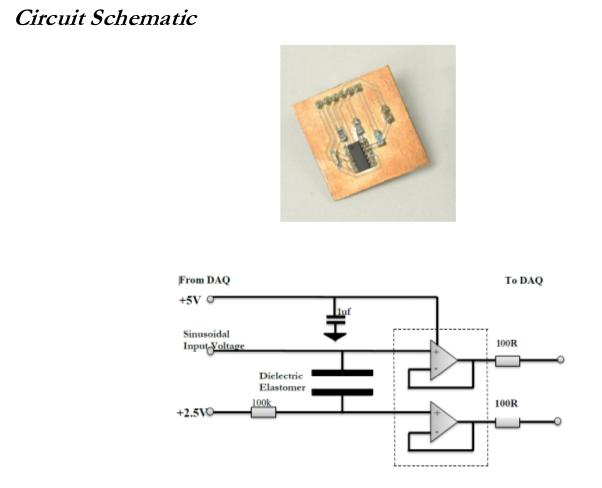 Circuit Schematic
From DAQ
To DAQ
+5V
1uf
Sinusoidal
Input Voltage
100R
Dielectric
Elastomer
100k
100R
+2.5V
+
-
+
-